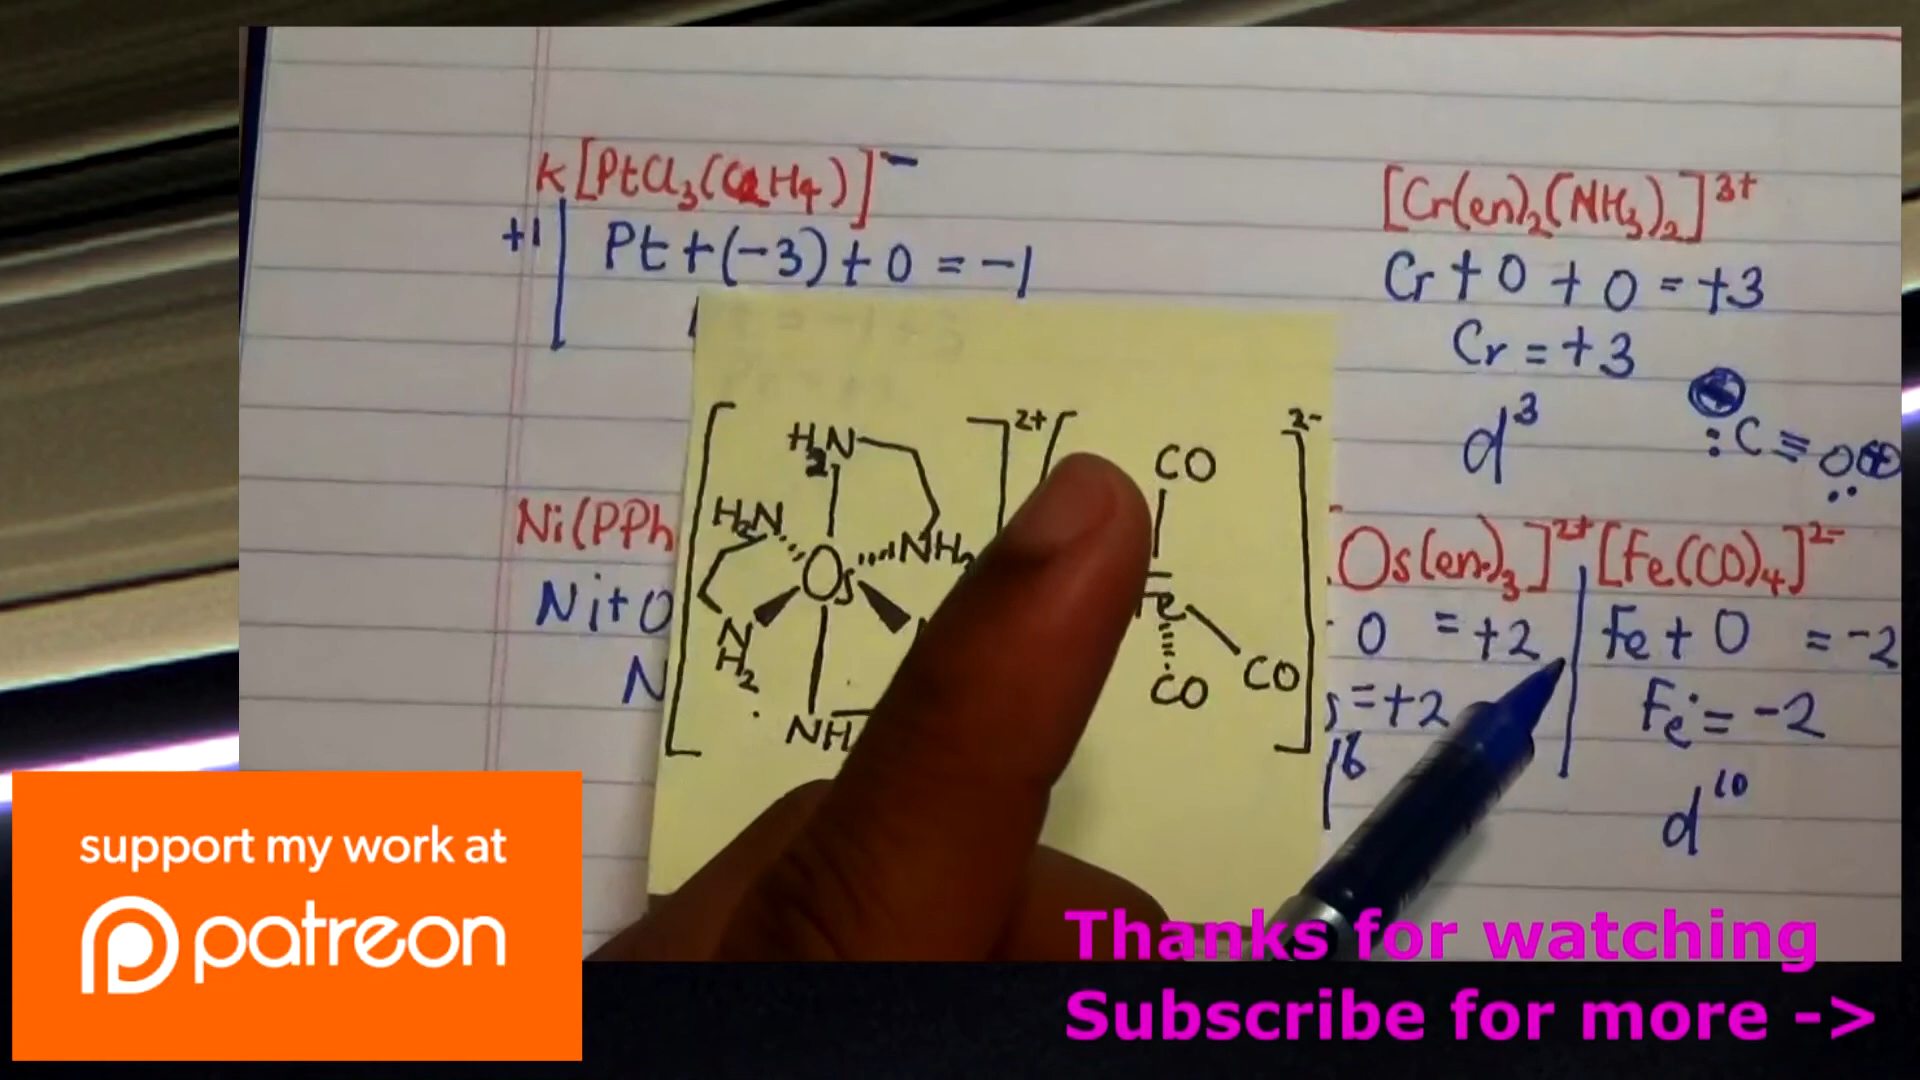 K[PtCl₃(C₂H₄)]⁻
+1 | Pt + (-3) + 0 = -1
[Cr(en)₂(NH₃)₂]³⁺
Cr + 0 + 0 = +3
Cr = +3
d³
:C ≡ O
Ni(PPh
Ni + 0
N
[ ]²⁺
H₂N
H₂N
NH₂
Os
NH₂
NH
[ ]²⁻
CO
Fe
CO
CO
Os(en)₃]²⁺
0 = +2
= +2
[Fe(CO)₄]²⁻
Fe + 0 = -2
Fe = -2
d¹⁰
support my work at
patreon
Thanks for watching
Subscribe for more ->